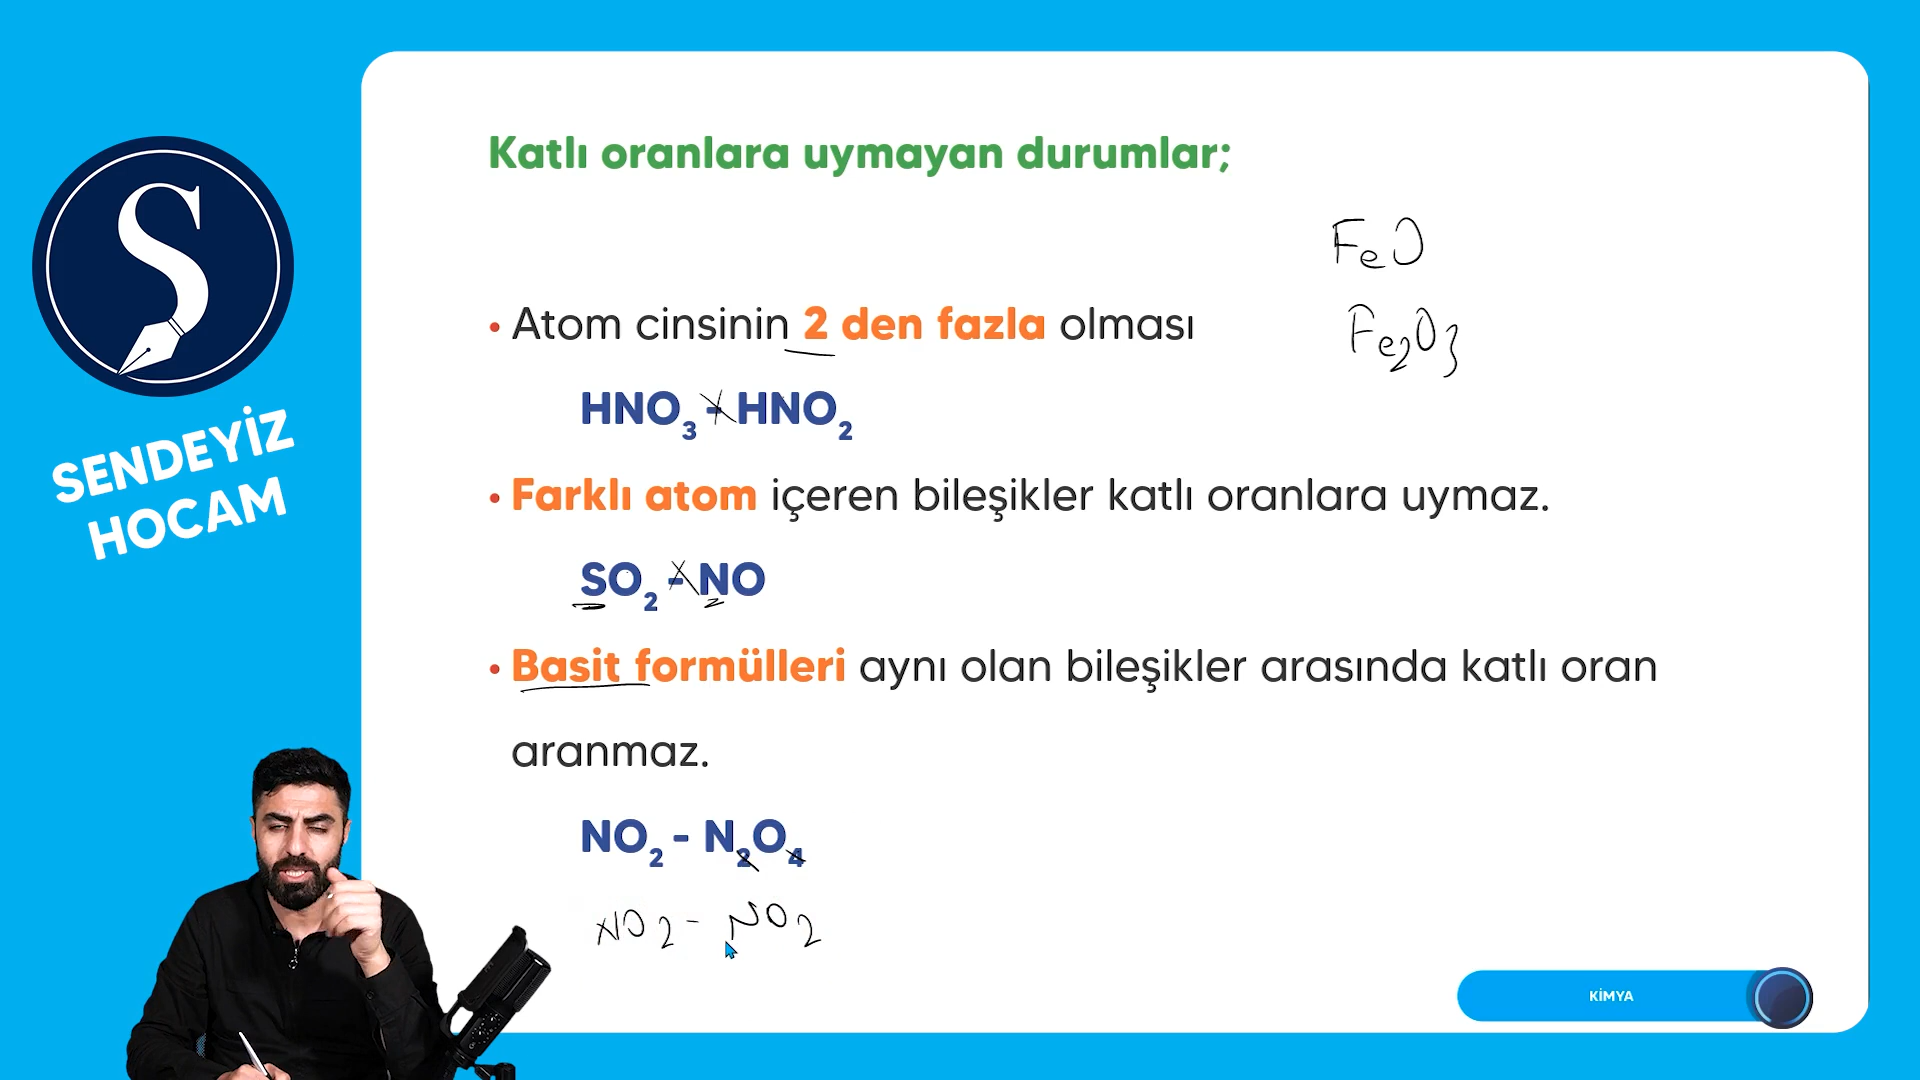 SENDEYİZ
HOCAM
Katlı oranlara uymayan durumlar;
FeO
• Atom cinsinin 2 den fazla olması
Fe₂O₃
HNO₃ - HNO₂
• Farklı atom içeren bileşikler katlı oranlara uymaz.
SO₂ - NO
• Basit formülleri aynı olan bileşikler arasında katlı oran
aranmaz.
NO₂ - N₂O₄
NO₂ - NO₂
KİMYA